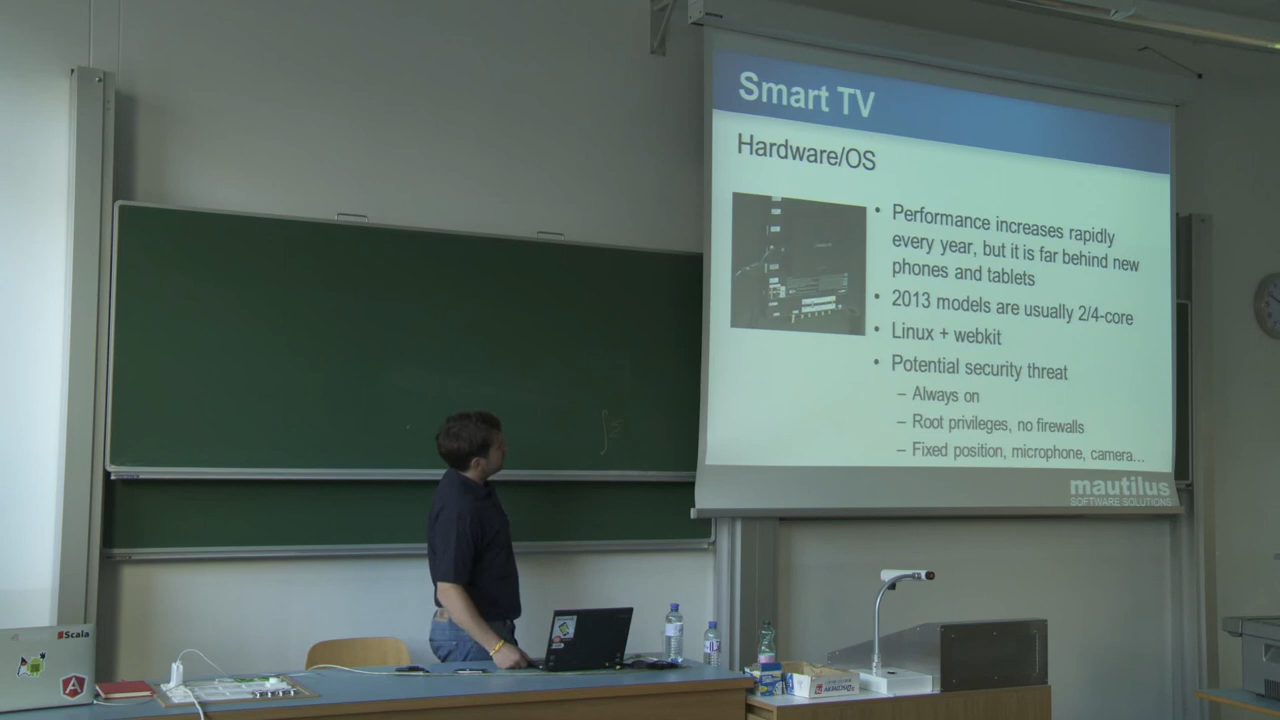 Smart TV
Hardware/OS
• Performance increases rapidly
every year, but it is far behind new
phones and tablets
• 2013 models are usually 2/4-core
• Linux + webkit
• Potential security threat
– Always on
– Root privileges, no firewalls
– Fixed position, microphone, camera...
mautilus
SOFTWARE SOLUTIONS
Scala
A